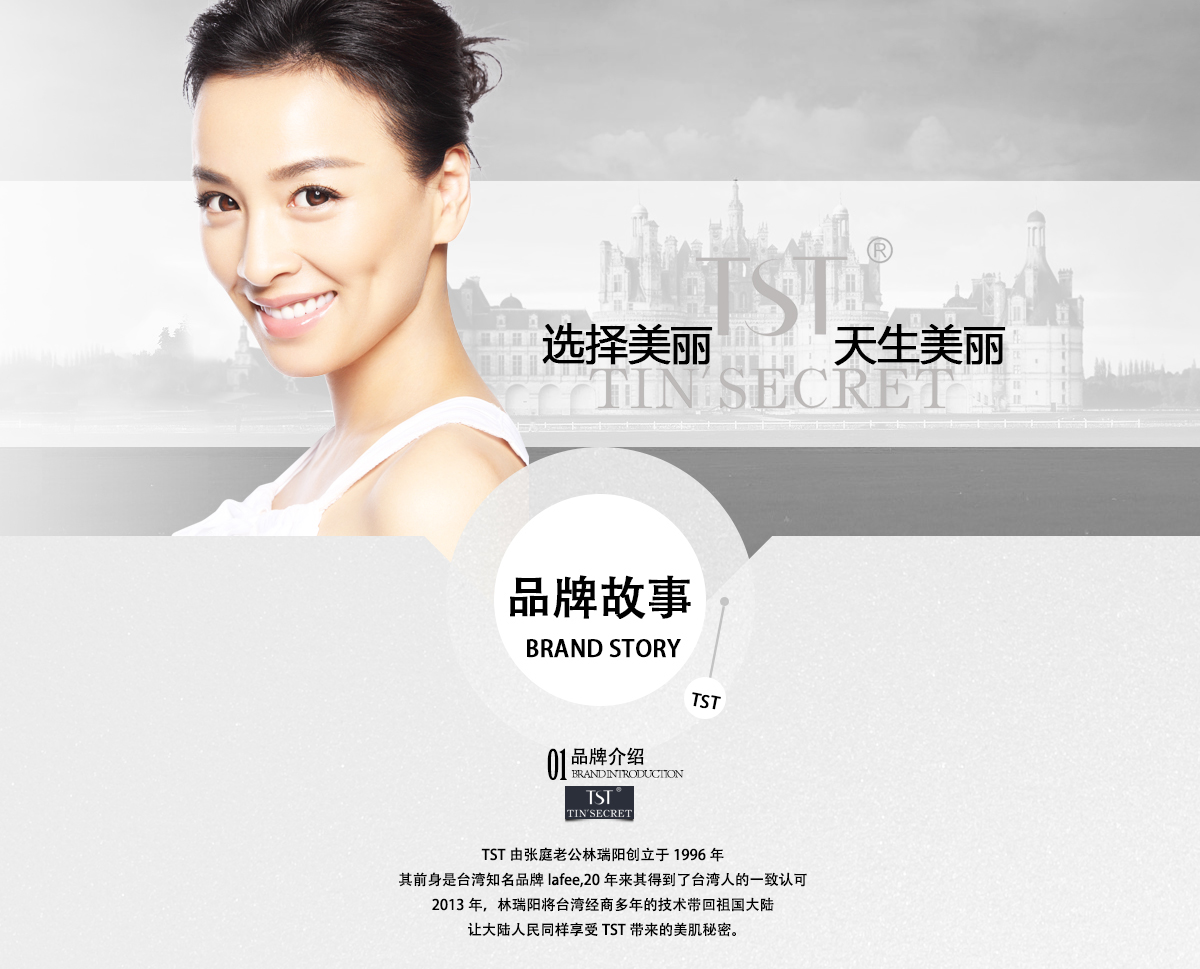 TST®
选择美丽 天生美丽
TIN'SECRET
品牌故事
BRAND STORY
TST
01 品牌介绍
BRAND INTRODUCTION
TST®
TIN'SECRET
TST 由张庭老公林瑞阳创立于 1996 年
其前身是台湾知名品牌 lafee,20 年来其得到了台湾人的一致认可
2013 年，林瑞阳将台湾经商多年的技术带回祖国大陆
让大陆人民同样享受 TST 带来的美肌秘密。